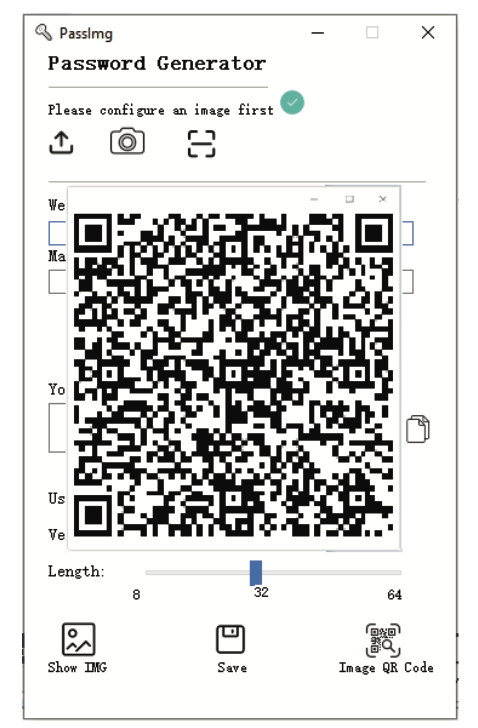 PassImg
Password Generator
Please configure an image first
We
Ma
Yo
Us
Ve
Length:
8 32 64
Show IMG Save Image QR Code